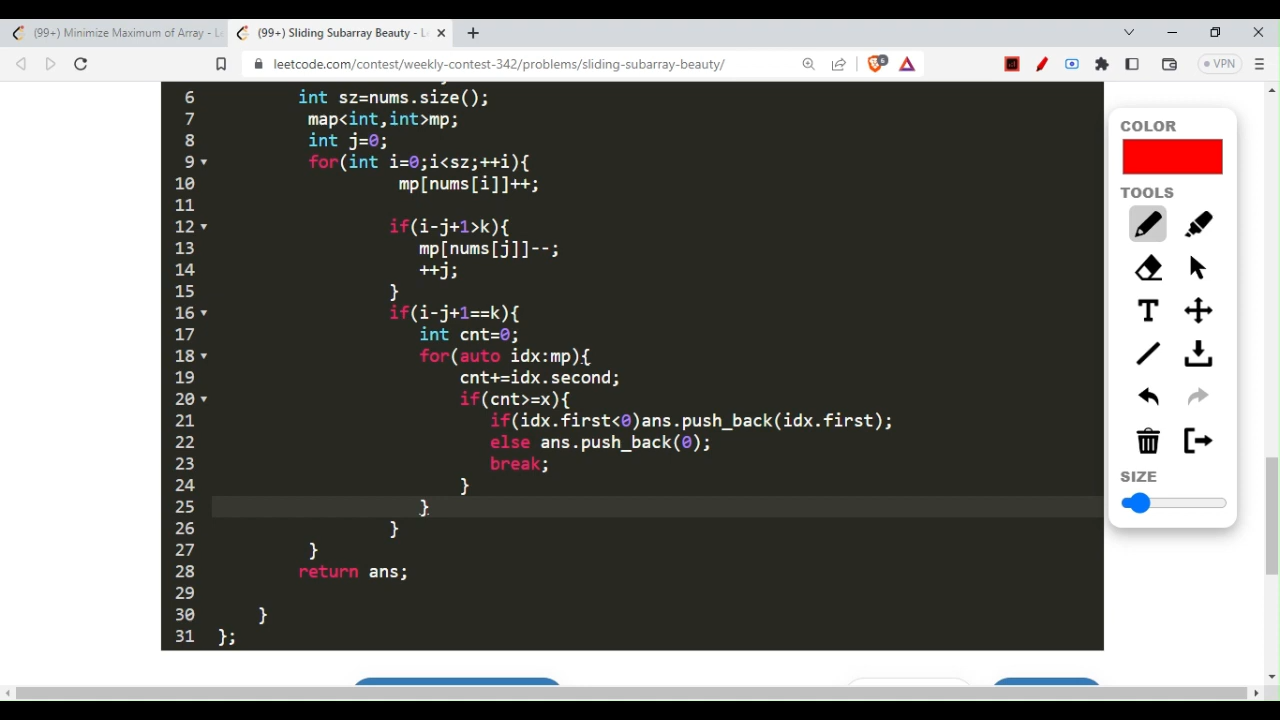 (99+) Minimize Maximum of Array - L
(99+) Sliding Subarray Beauty - L
leetcode.com/contest/weekly-contest-342/problems/sliding-subarray-beauty/
6
VPN
6 int sz=nums.size();
7 map<int,int>mp;
8 int j=0;
9 for(int i=0;i<sz;++i){
10 mp[nums[i]]++;
11
12 if(i-j+1>k){
13 mp[nums[j]]--;
14 ++j;
15 }
16 if(i-j+1==k){
17 int cnt=0;
18 for(auto idx:mp){
19 cnt+=idx.second;
20 if(cnt>=x){
21 if(idx.first<0)ans.push_back(idx.first);
22 else ans.push_back(0);
23 break;
24 }
25 }
26 }
27 }
28 return ans;
29
30 }
31 };
COLOR
TOOLS
T
SIZE